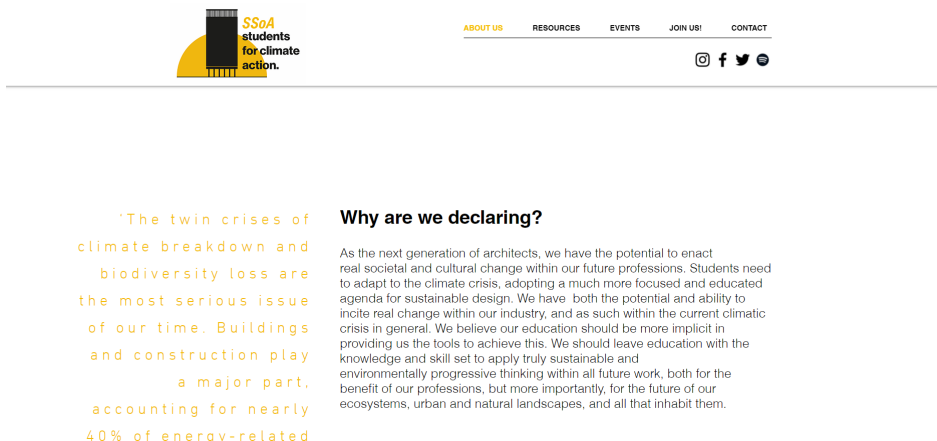 SSoA
students
for climate
action.
ABOUT US RESOURCES EVENTS JOIN US! CONTACT
'The twin crises of
climate breakdown and
biodiversity loss are
the most serious issue
of our time. Buildings
and construction play
a major part,
accounting for nearly
40% of energy-related
Why are we declaring?
As the next generation of architects, we have the potential to enact
real societal and cultural change within our future professions. Students need
to adapt to the climate crisis, adopting a much more focused and educated
agenda for sustainable design. We have  both the potential and ability to
incite real change within our industry, and as such within the current climatic
crisis in general. We believe our education should be more implicit in
providing us the tools to achieve this. We should leave education with the
knowledge and skill set to apply truly sustainable and
environmentally progressive thinking within all future work, both for the
benefit of our professions, but more importantly, for the future of our
ecosystems, urban and natural landscapes, and all that inhabit them.